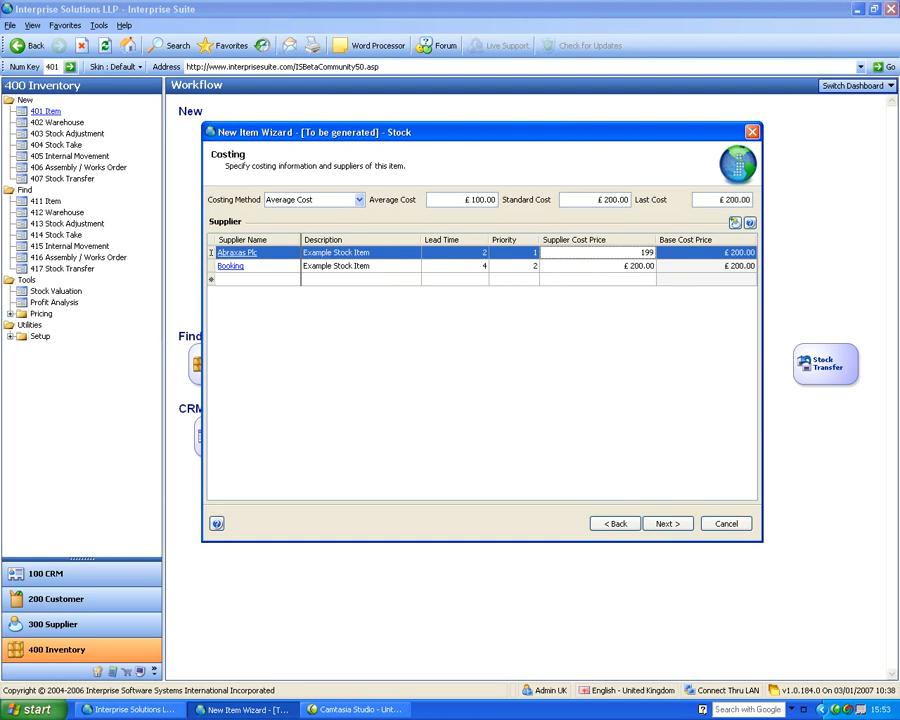 Interprise Solutions LLP - Interprise Suite
File View Favorites Tools Help
Back Search Favorites Word Processor Forum Live Support Check for Updates
Num Key 401 Skin : Default Address http://www.interprisesuite.com/ISBetaCommunity50.asp Go
400 Inventory
New
401 Item
402 Warehouse
403 Stock Adjustment
404 Stock Take
405 Internal Movement
406 Assembly / Works Order
407 Stock Transfer
Find
411 Item
412 Warehouse
413 Stock Adjustment
414 Stock Take
415 Internal Movement
416 Assembly / Works Order
417 Stock Transfer
Tools
Stock Valuation
Profit Analysis
Pricing
Utilities
Setup
100 CRM
200 Customer
300 Supplier
400 Inventory
Workflow Switch Dashboard
New
Find
CRM
Stock
Transfer
New Item Wizard - [To be generated] - Stock
Costing
Specify costing information and suppliers of this item.
Costing Method Average Cost Average Cost £ 100.00 Standard Cost £ 200.00 Last Cost £ 200.00
Supplier
Supplier Name Description Lead Time Priority Supplier Cost Price Base Cost Price
Abraxas Plc Example Stock Item 2 1 199 £ 200.00
Booking Example Stock Item 4 2 £ 200.00 £ 200.00
< Back Next > Cancel
Copyright © 2004-2006 Interprise Software Systems International Incorporated Admin UK English - United Kingdom Connect Thru LAN v1.0.184.0 On 03/01/2007 10:38
start Interprise Solutions L... New Item Wizard - [T... Camtasia Studio - Unt... Search with Google 15:53